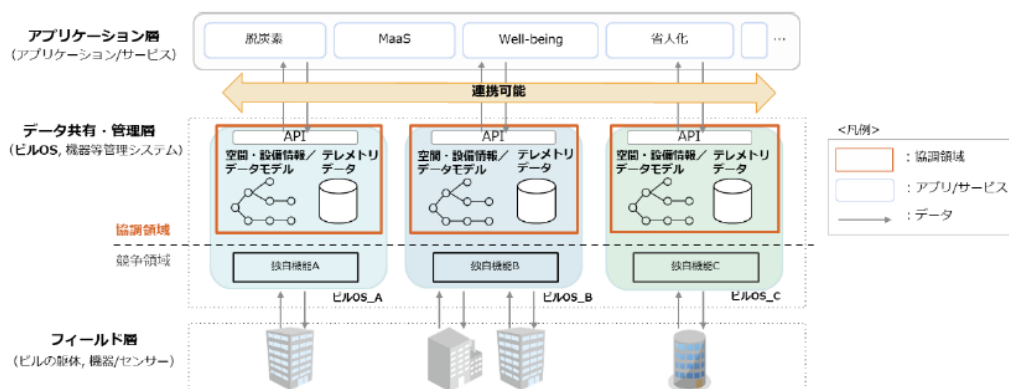 アプリケーション層
(アプリケーション/サービス)
脱炭素
MaaS
Well-being
省人化
…
連携可能
データ共有・管理層
(ビルOS, 機器等管理システム)
API
空間・設備情報／
データモデル
テレメトリ
データ
API
空間・設備情報／
データモデル
テレメトリ
データ
API
空間・設備情報／
データモデル
テレメトリ
データ
<凡例>
：協調領域
：アプリ/サービス
：データ
協調領域
競争領域
独自機能A
独自機能B
独自機能C
ビルOS_A
ビルOS_B
ビルOS_C
フィールド層
(ビルの躯体, 機器/センサー)